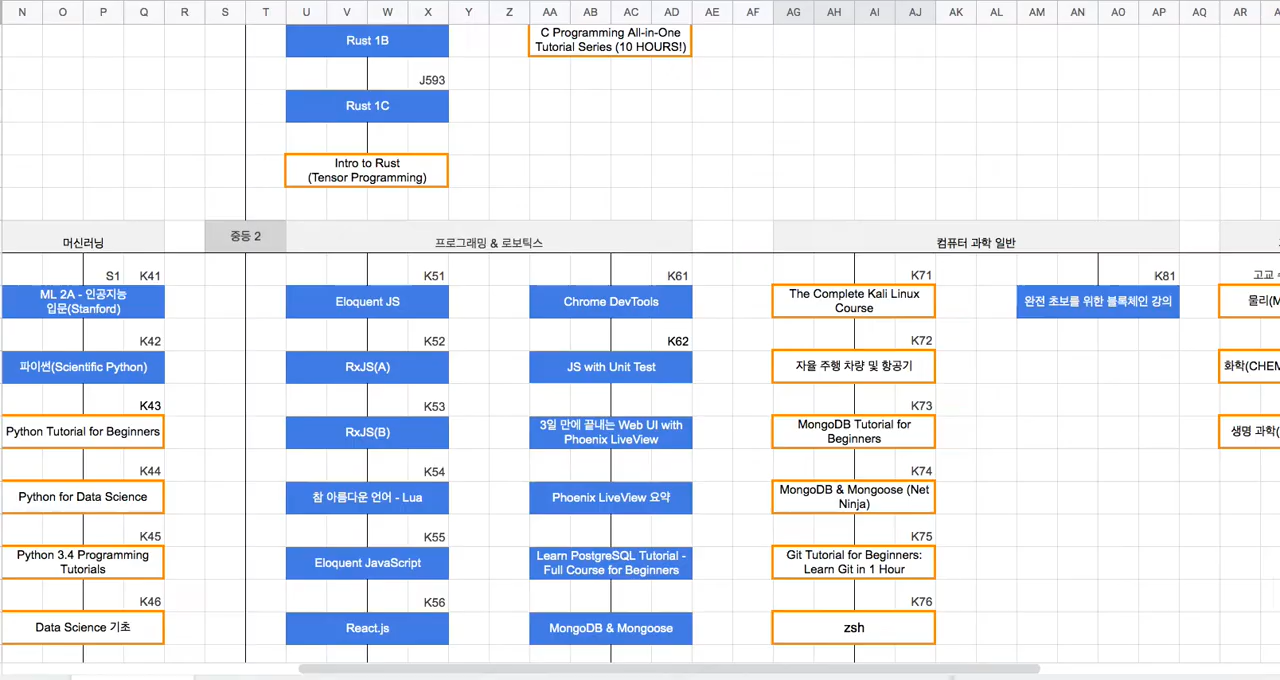 N O P Q R S T U V W X Y Z AA AB AC AD AE AF AG AH AI AJ AK AL AM AN AO AP AQ AR
Rust 1B
C Programming All-in-One
Tutorial Series (10 HOURS!)
J593
Rust 1C
Intro to Rust
(Tensor Programming)
머신러닝
중등 2
프로그래밍 & 로보틱스
컴퓨터 과학 일반
S1 K41
ML 2A - 인공지능
입문(Stanford)
K42
파이썬(Scientific Python)
K43
Python Tutorial for Beginners
K44
Python for Data Science
K45
Python 3.4 Programming
Tutorials
K46
Data Science 기초
K51
Eloquent JS
K52
RxJS(A)
K53
RxJS(B)
K54
참 아름다운 언어 - Lua
K55
Eloquent JavaScript
K56
React.js
K61
Chrome DevTools
K62
JS with Unit Test
3일 만에 끝내는 Web UI with
Phoenix LiveView
Phoenix LiveView 요약
Learn PostgreSQL Tutorial -
Full Course for Beginners
MongoDB & Mongoose
K71
The Complete Kali Linux
Course
K72
자율 주행 차량 및 항공기
K73
MongoDB Tutorial for
Beginners
K74
MongoDB & Mongoose (Net
Ninja)
K75
Git Tutorial for Beginners:
Learn Git in 1 Hour
K76
zsh
K81
완전 초보를 위한 블록체인 강의
고교
물리(M
화학(CHEM
생명 과학(